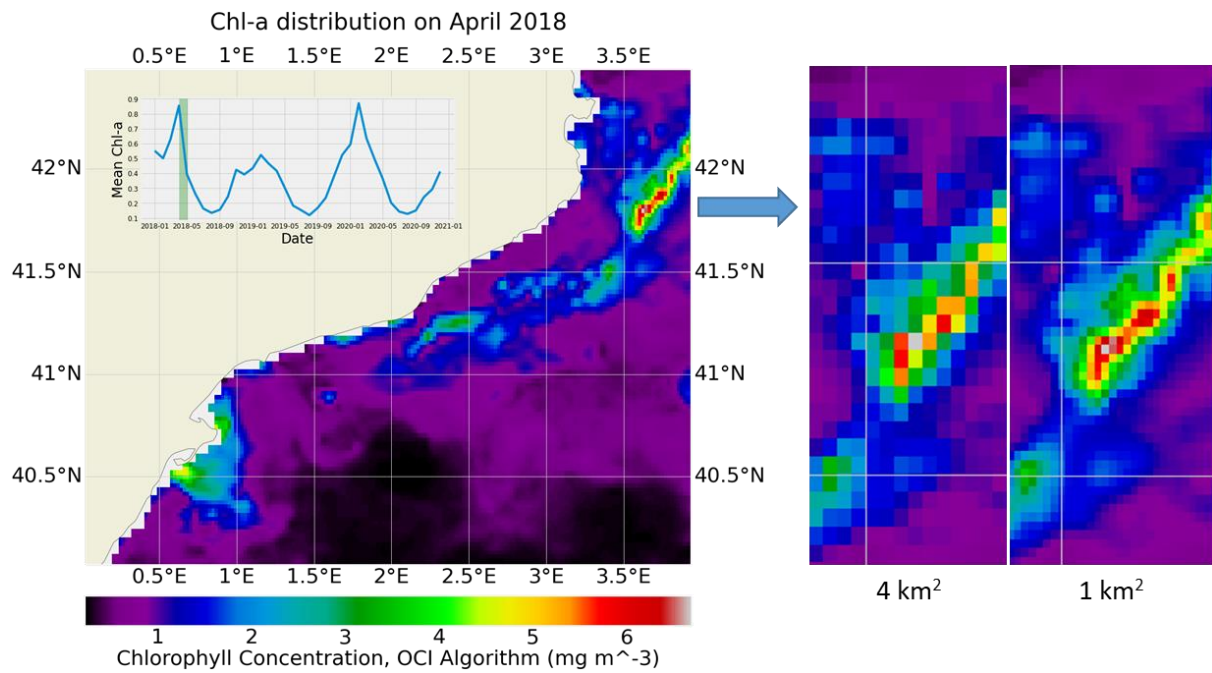 Chl-a distribution on April 2018
0.5°E 1°E 1.5°E 2°E 2.5°E 3°E 3.5°E
0.9
0.8
0.7
0.6
0.5
0.4
0.3
0.2
0.1
Mean Chl-a
2018-01 2018-05 2018-09 2019-01 2019-05 2019-09 2020-01 2020-05 2020-09 2021-01
Date
42°N 42°N
41.5°N 41.5°N
41°N 41°N
40.5°N 40.5°N
0.5°E 1°E 1.5°E 2°E 2.5°E 3°E 3.5°E
4 km² 1 km²
1 2 3 4 5 6
Chlorophyll Concentration, OCI Algorithm (mg m^-3)